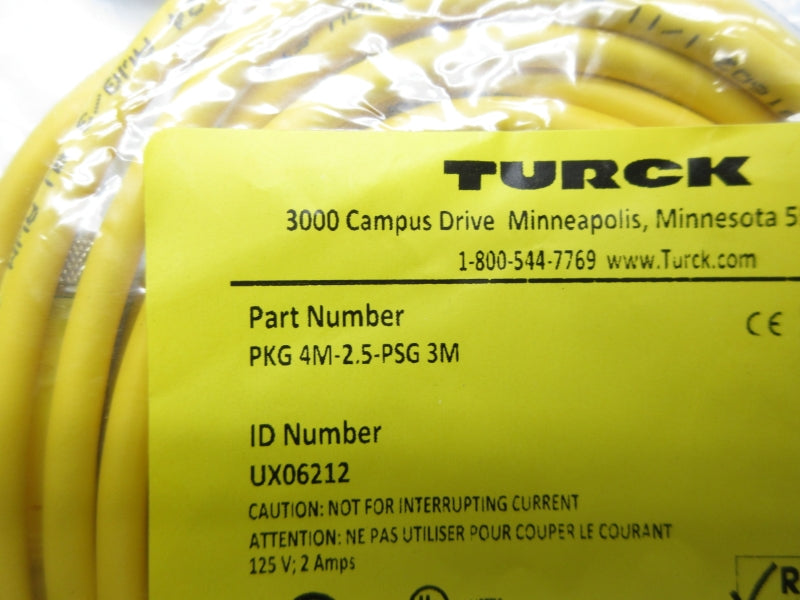 TURCK
3000 Campus Drive Minneapolis, Minnesota 5
1-800-544-7769 www.Turck.com
Part Number
CE
PKG 4M-2.5-PSG 3M
ID Number
UX06212
CAUTION: NOT FOR INTERRUPTING CURRENT
ATTENTION: NE PAS UTILISER POUR COUPER LE COURANT
125 V; 2 Amps
R